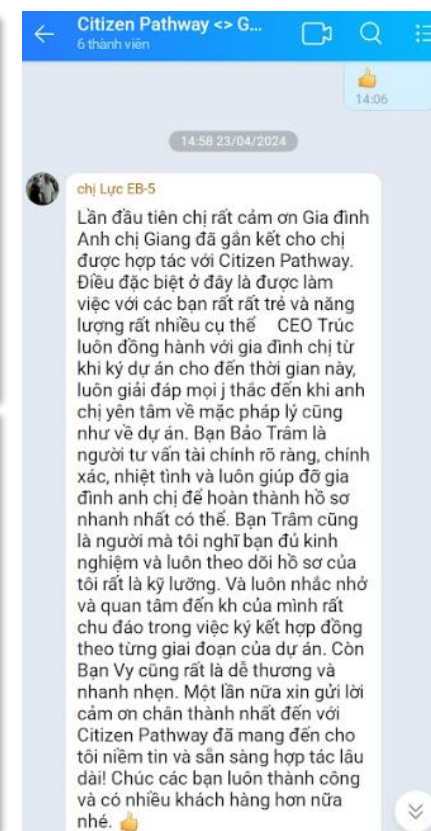 Citizen Pathway <> G...
6 thành viên
14:06
14:58 23/04/2024
chị Lực EB-5
Lần đầu tiên chị rất cảm ơn Gia đình
Anh chị Giang đã gắn kết cho chị
được hợp tác với Citizen Pathway.
Điều đặc biệt ở đây là được làm
việc với các bạn rất rất trẻ và năng
lượng rất nhiều cụ thể CEO Trúc
luôn đồng hành với gia đình chị từ
khi ký dự án cho đến thời gian này,
luôn giải đáp mọi j thắc đến khi anh
chị yên tâm về mặc pháp lý cũng
như về dự án. Bạn Bảo Trâm là
người tư vấn tài chính rõ ràng, chính
xác, nhiệt tình và luôn giúp đỡ gia
đình anh chị để hoàn thành hồ sơ
nhanh nhất có thể. Bạn Trâm cũng
là người mà tôi nghĩ bạn đủ kinh
nghiệm và luôn theo dõi hồ sơ của
tôi rất là kỹ lưỡng. Và luôn nhắc nhở
và quan tâm đến kh của mình rất
chu đáo trong việc ký kết hợp đồng
theo từng giai đoạn của dự án. Còn
Bạn Vy cũng rất là dễ thương và
nhanh nhẹn. Một lần nữa xin gửi lời
cảm ơn chân thành nhất đến với
Citizen Pathway đã mang đến cho
tôi niềm tin và sẵn sàng hợp tác lâu
dài! Chúc các bạn luôn thành công
và có nhiều khách hàng hơn nữa
nhé. 👍